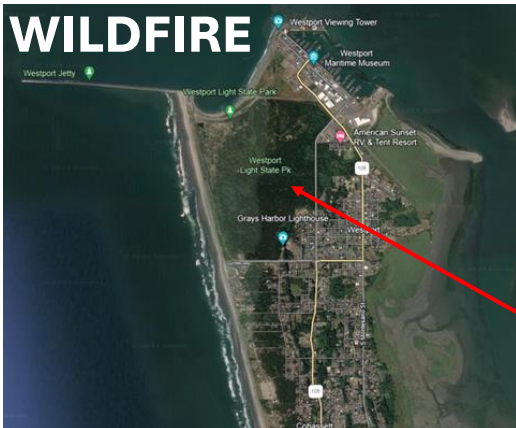 WILDFIRE
Westport Viewing Tower
Westport
Maritime Museum
Westport Jetty
Westport Light State Park
American Sunset
RV & Tent Resort
Westport
Light State Pk
105
Grays Harbor Lighthouse
Westport
105
Cohassett